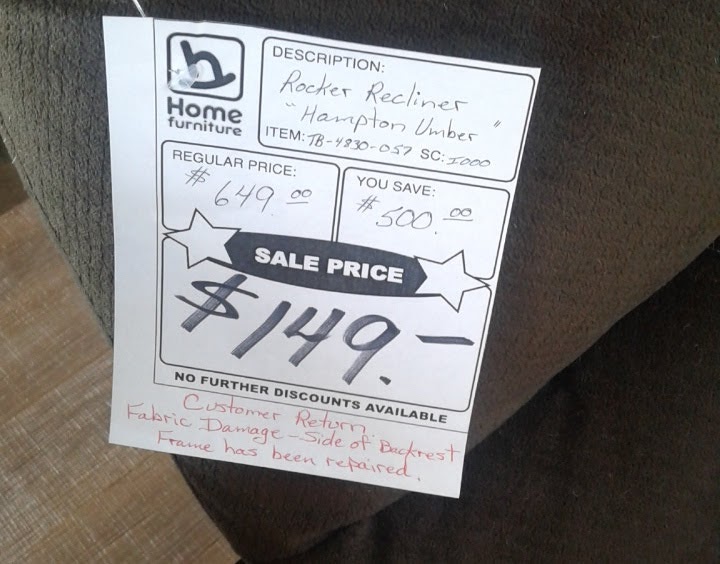 h
Home
furniture
DESCRIPTION:
Rocker Recliner
"Hampton Umber"
ITEM: TB-4830-057 SC: I000
REGULAR PRICE:
$649.00
YOU SAVE:
$500.00
SALE PRICE
$149.-
NO FURTHER DISCOUNTS AVAILABLE
Customer Return
Fabric Damage - Side of Backrest
Frame has been repaired.